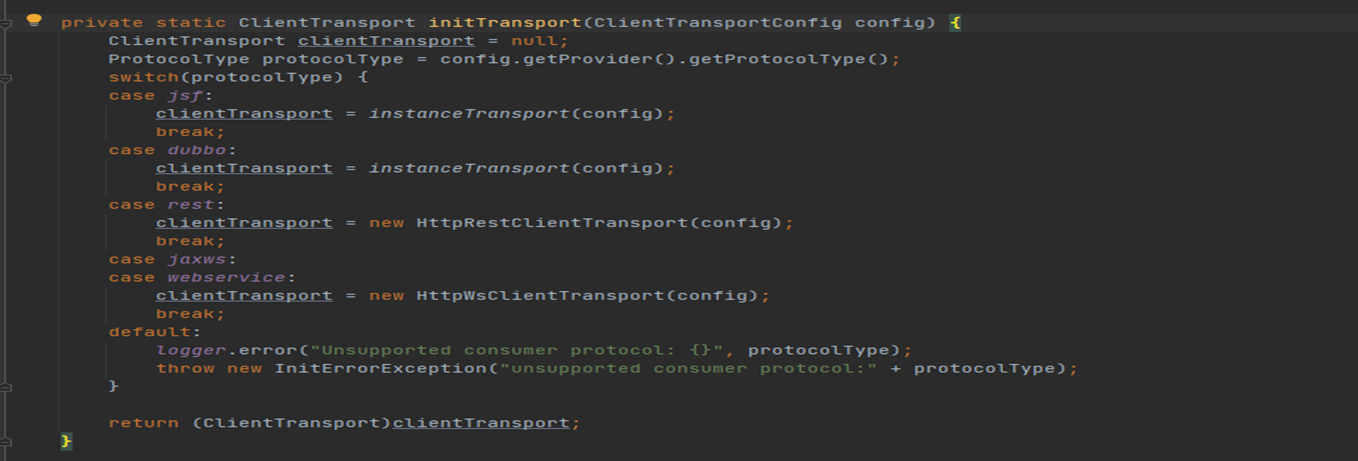 private static ClientTransport initTransport(ClientTransportConfig config) {
ClientTransport clientTransport = null;
ProtocolType protocolType = config.getProvider().getProtocolType();
switch(protocolType) {
case jsf:
clientTransport = instanceTransport(config);
break;
case dubbo:
clientTransport = instanceTransport(config);
break;
case rest:
clientTransport = new HttpRestClientTransport(config);
break;
case jaxws:
case webservice:
clientTransport = new HttpWsClientTransport(config);
break;
default:
logger.error("Unsupported consumer protocol: {}", protocolType);
throw new InitErrorException("unsupported consumer protocol:" + protocolType);
}
return (ClientTransport)clientTransport;
}